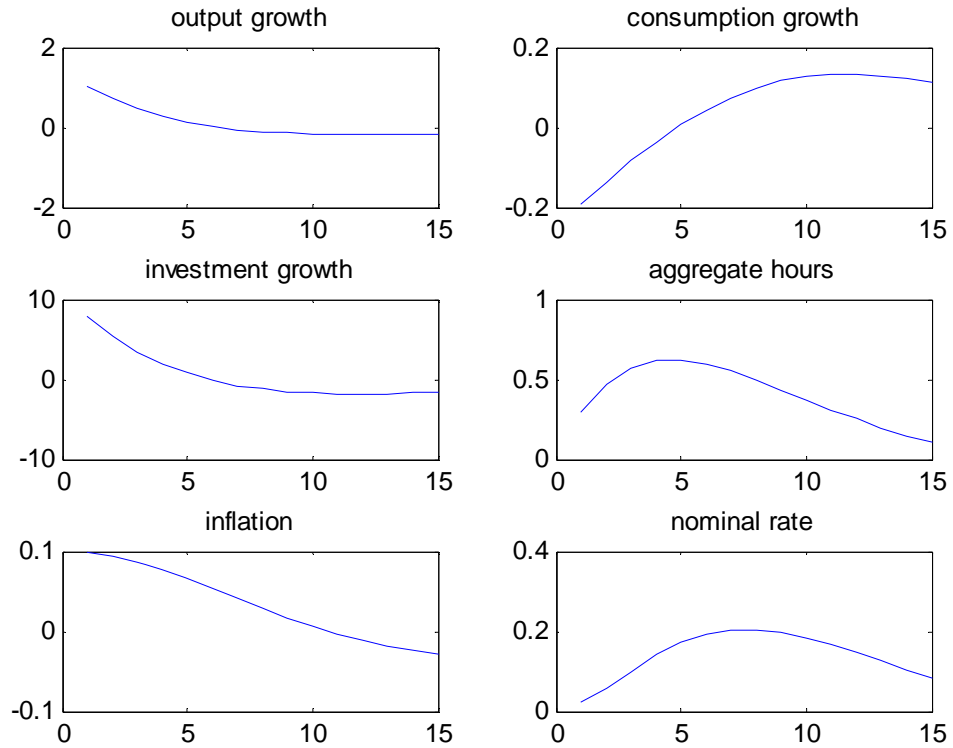 output growth
2
0
-2
0 5 10 15
consumption growth
0.2
0
-0.2
0 5 10 15
investment growth
10
0
-10
0 5 10 15
aggregate hours
1
0.5
0
0 5 10 15
inflation
0.1
0
-0.1
0 5 10 15
nominal rate
0.4
0.2
0
0 5 10 15